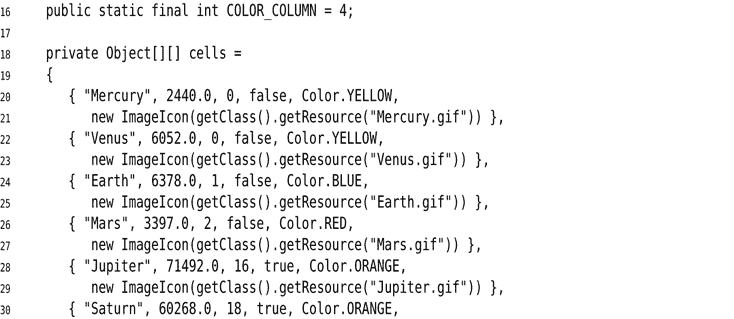 16 public static final int COLOR_COLUMN = 4;
17
18 private Object[][] cells =
19 {
20 { "Mercury", 2440.0, 0, false, Color.YELLOW,
21 new ImageIcon(getClass().getResource("Mercury.gif")) },
22 { "Venus", 6052.0, 0, false, Color.YELLOW,
23 new ImageIcon(getClass().getResource("Venus.gif")) },
24 { "Earth", 6378.0, 1, false, Color.BLUE,
25 new ImageIcon(getClass().getResource("Earth.gif")) },
26 { "Mars", 3397.0, 2, false, Color.RED,
27 new ImageIcon(getClass().getResource("Mars.gif")) },
28 { "Jupiter", 71492.0, 16, true, Color.ORANGE,
29 new ImageIcon(getClass().getResource("Jupiter.gif")) },
30 { "Saturn", 60268.0, 18, true, Color.ORANGE,